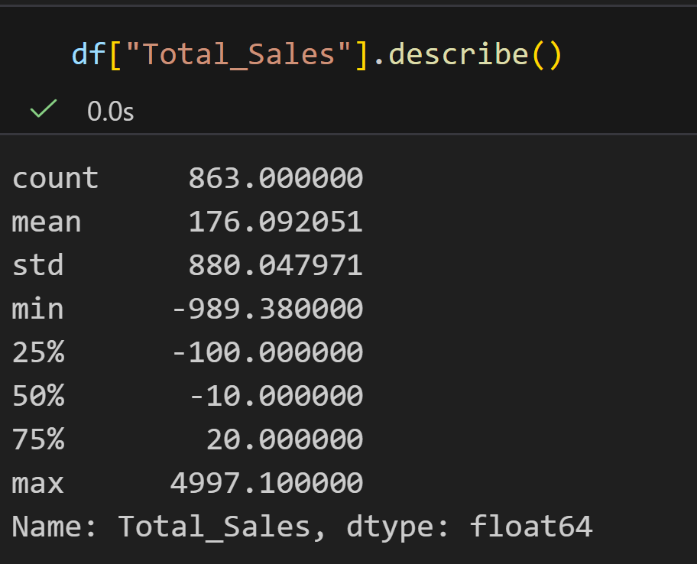 df["Total_Sales"].describe()
0.0s
count 863.000000
mean 176.092051
std 880.047971
min -989.380000
25% -100.000000
50% -10.000000
75% 20.000000
max 4997.100000
Name: Total_Sales, dtype: float64